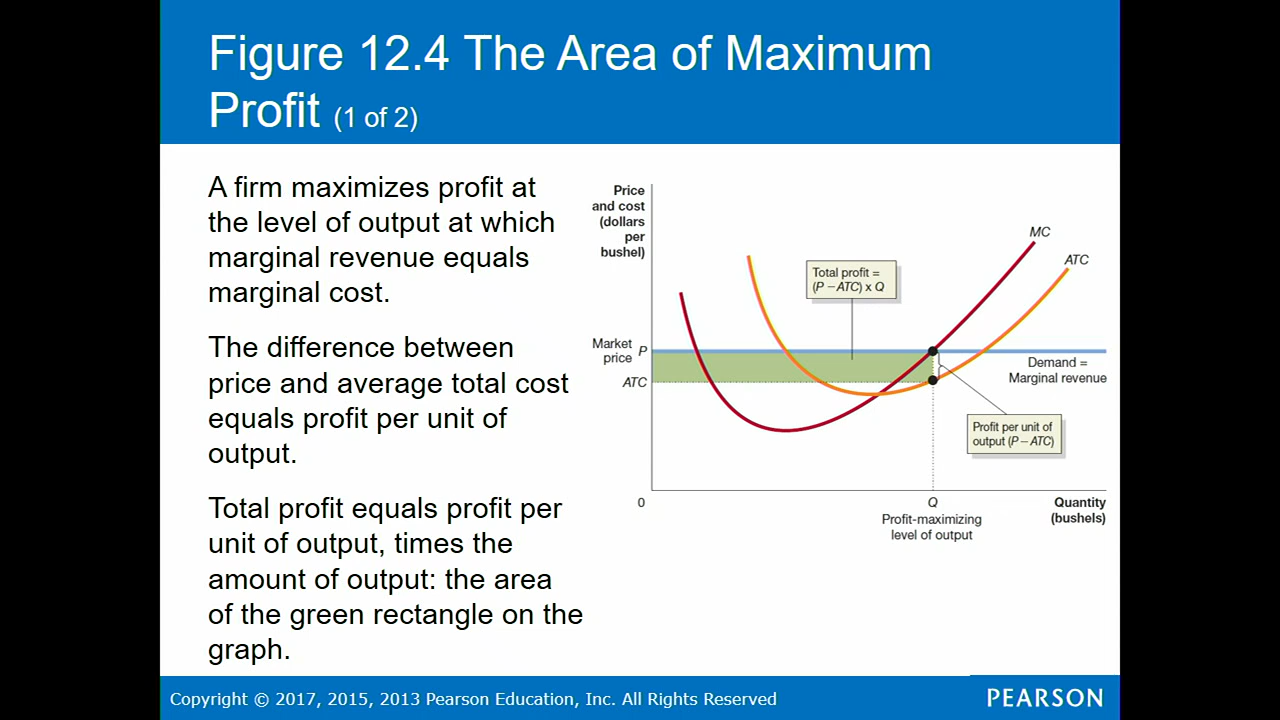 Figure 12.4 The Area of Maximum
Profit (1 of 2)
A firm maximizes profit at
the level of output at which
marginal revenue equals
marginal cost.
The difference between
price and average total cost
equals profit per unit of
output.
Total profit equals profit per
unit of output, times the
amount of output: the area
of the green rectangle on the
graph.
Price
and cost
(dollars
per
bushel)
MC
ATC
Total profit =
(P – ATC) x Q
Market
price P
ATC
Demand =
Marginal revenue
Profit per unit of
output (P – ATC)
0
Q
Profit-maximizing
level of output
Quantity
(bushels)
Copyright © 2017, 2015, 2013 Pearson Education, Inc. All Rights Reserved
PEARSON